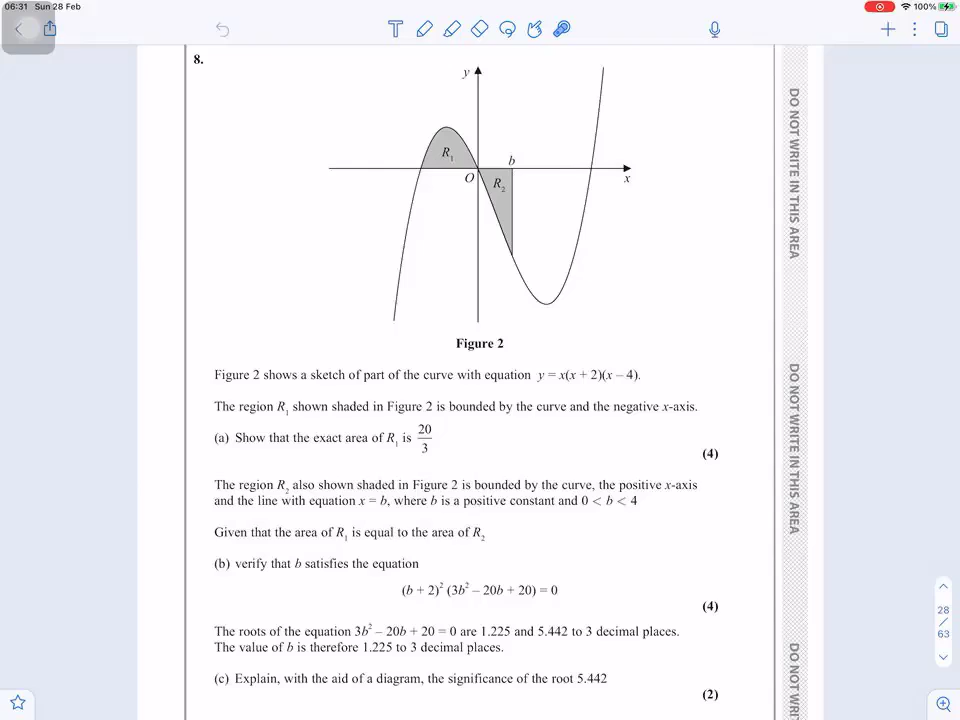 06:31 Sun 28 Feb
100%
8.
y
R₁
b
O
R₂
x
Figure 2
Figure 2 shows a sketch of part of the curve with equation y = x(x + 2)(x – 4).
The region R₁ shown shaded in Figure 2 is bounded by the curve and the negative x-axis.
(a) Show that the exact area of R₁ is 20/3
(4)
The region R₂ also shown shaded in Figure 2 is bounded by the curve, the positive x-axis
and the line with equation x = b, where b is a positive constant and 0 < b < 4
Given that the area of R₁ is equal to the area of R₂
(b) verify that b satisfies the equation
(b + 2)² (3b² – 20b + 20) = 0
(4)
The roots of the equation 3b² – 20b + 20 = 0 are 1.225 and 5.442 to 3 decimal places.
The value of b is therefore 1.225 to 3 decimal places.
(c) Explain, with the aid of a diagram, the significance of the root 5.442
(2)
DO NOT WRITE IN THIS AREA
DO NOT WRITE IN THIS AREA
DO NOT WR
28
/
63